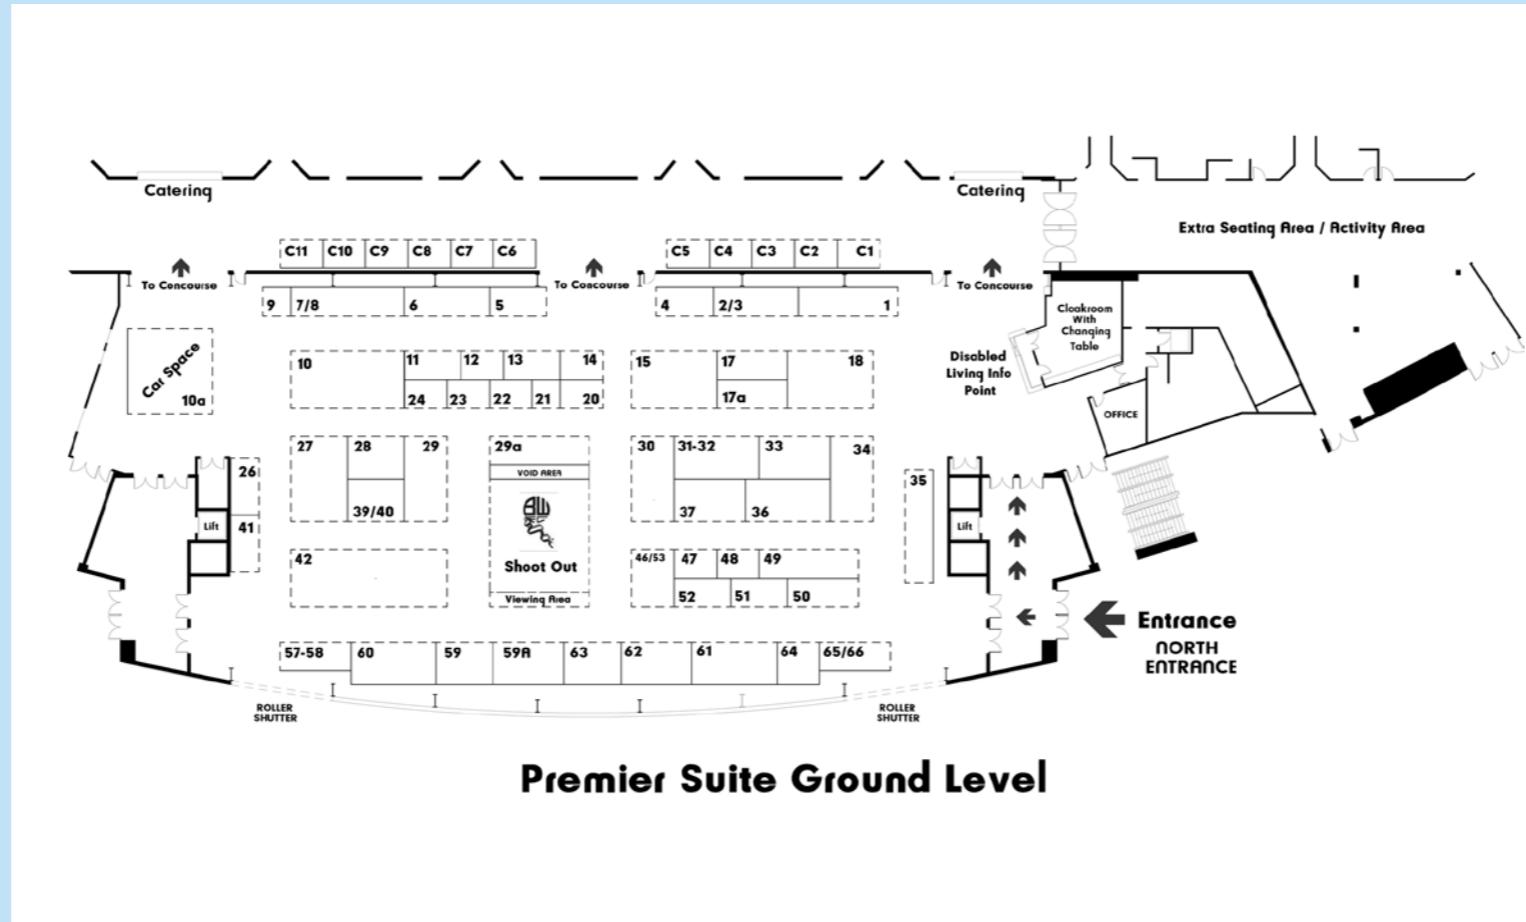 Catering
Catering
Extra Seating Area / Activity Area
C11 C10 C9 C8 C7 C6
C5 C4 C3 C2 C1
To Concourse
To Concourse
To Concourse
9 7/8 6 5
4 2/3 1
Cloakroom
With
Changing
Table
Disabled
Living Info
Point
OFFICE
Car Space
10a
10 11 12 13 14
24 23 22 21 20
15 17 18
17a
27 28 29
39/40
29a
VOID AREA
BW
Shoot Out
Viewing Area
30 31-32 33 34
37 36
26
Lift
41
35
Lift
42
46/53 47 48 49
52 51 50
57-58 60 59 59A 63 62 61 64 65/66
Entrance
NORTH
ENTRANCE
ROLLER
SHUTTER
ROLLER
SHUTTER
Premier Suite Ground Level